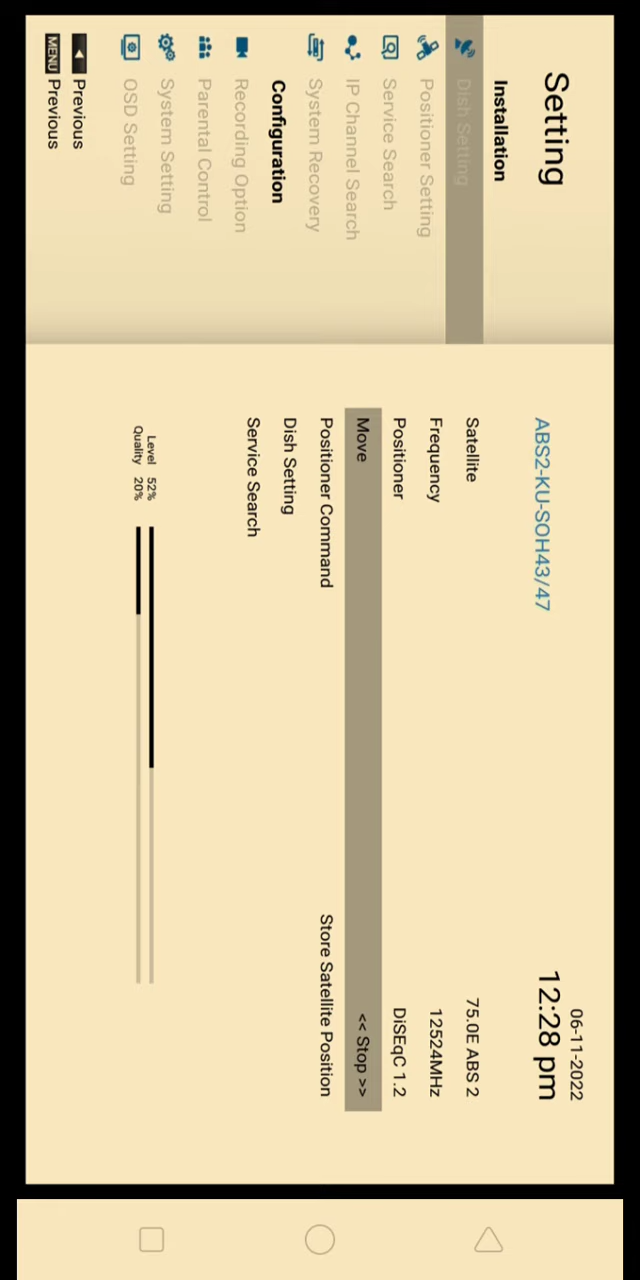 Setting
Installation
Dish Setting
Positioner Setting
Service Search
IP Channel Search
System Recovery
Configuration
Recording Option
Parental Control
System Setting
OSD Setting
Previous
MENU Previous
06-11-2022
ABS2-KU-SOH43/47 12:28 pm
Satellite 75.0E ABS 2
Frequency 12524MHz
Positioner DiSEqC 1.2
Move << Stop >>
Positioner Command Store Satellite Position
Dish Setting
Service Search
Level 52%
Quality 20%